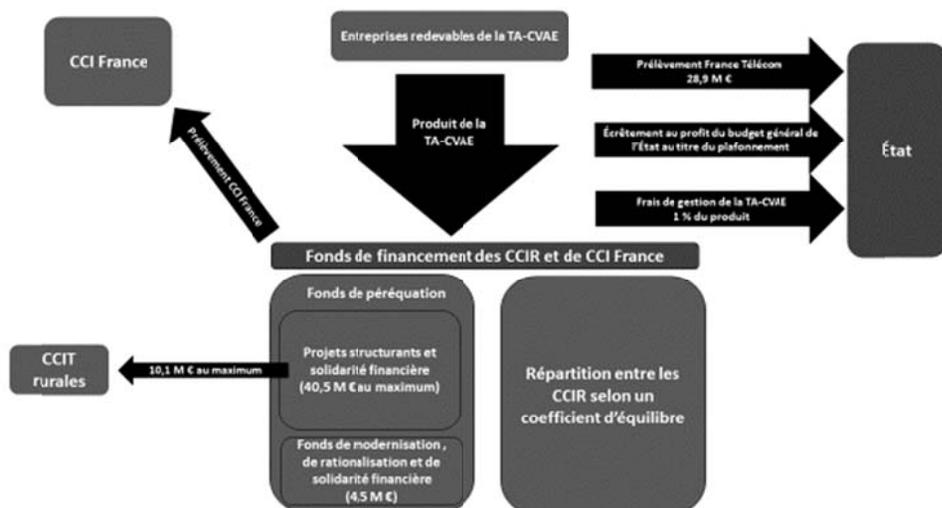 CCI France
Entreprises redevables de la TA-CVAE
Prélèvement France Télécom
28,9 M €
Produit de la
TA-CVAE
Prélèvement CCI France
Écrêtement au profit du budget général de
l'État au titre du plafonnement
État
Frais de gestion de la TA-CVAE
1 % du produit
Fonds de financement des CCIR et de CCI France
Fonds de péréquation
Projets structurants et
solidarité financière
(40,5 M € au maximum)
CCIT
rurales
10,1 M € au maximum
Répartition entre les
CCIR selon un
coefficient d'équilibre
Fonds de modernisation ,
de rationalisation et de
solidarité financière
(4,5 M €)